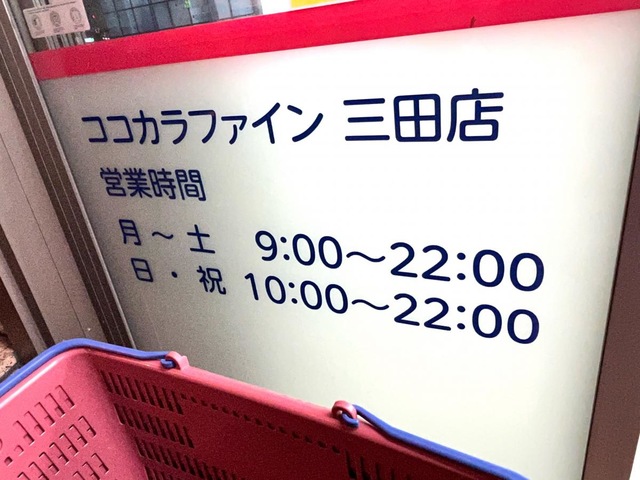 ココカラファイン 三田店
営業時間
月～土 9:00～22:00
日・祝 10:00～22:00